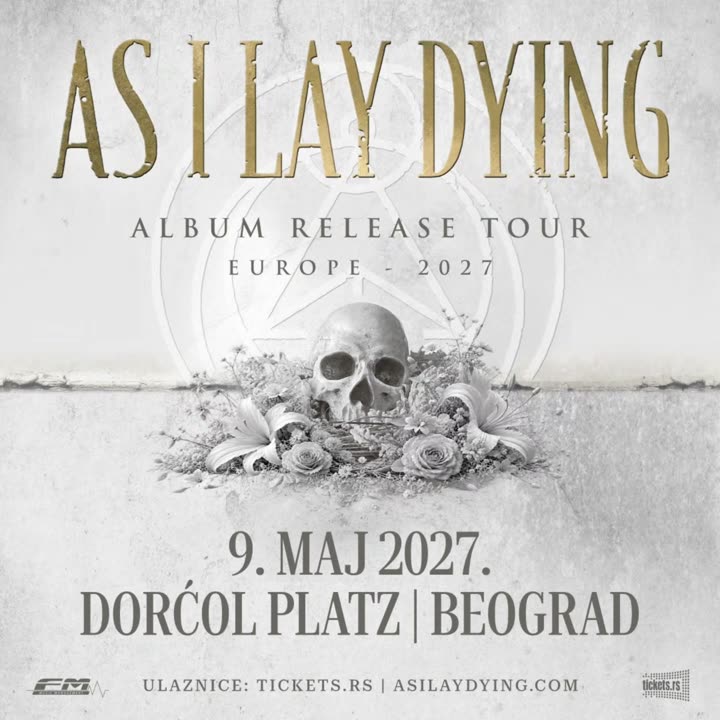 AS I LAY DYING
ALBUM RELEASE TOUR
EUROPE - 2027
9. MAJ 2027.
DORĆOL PLATZ | BEOGRAD
FM
ULAZNICE: TICKETS.RS | ASILAYDYING.COM
tickets.rs